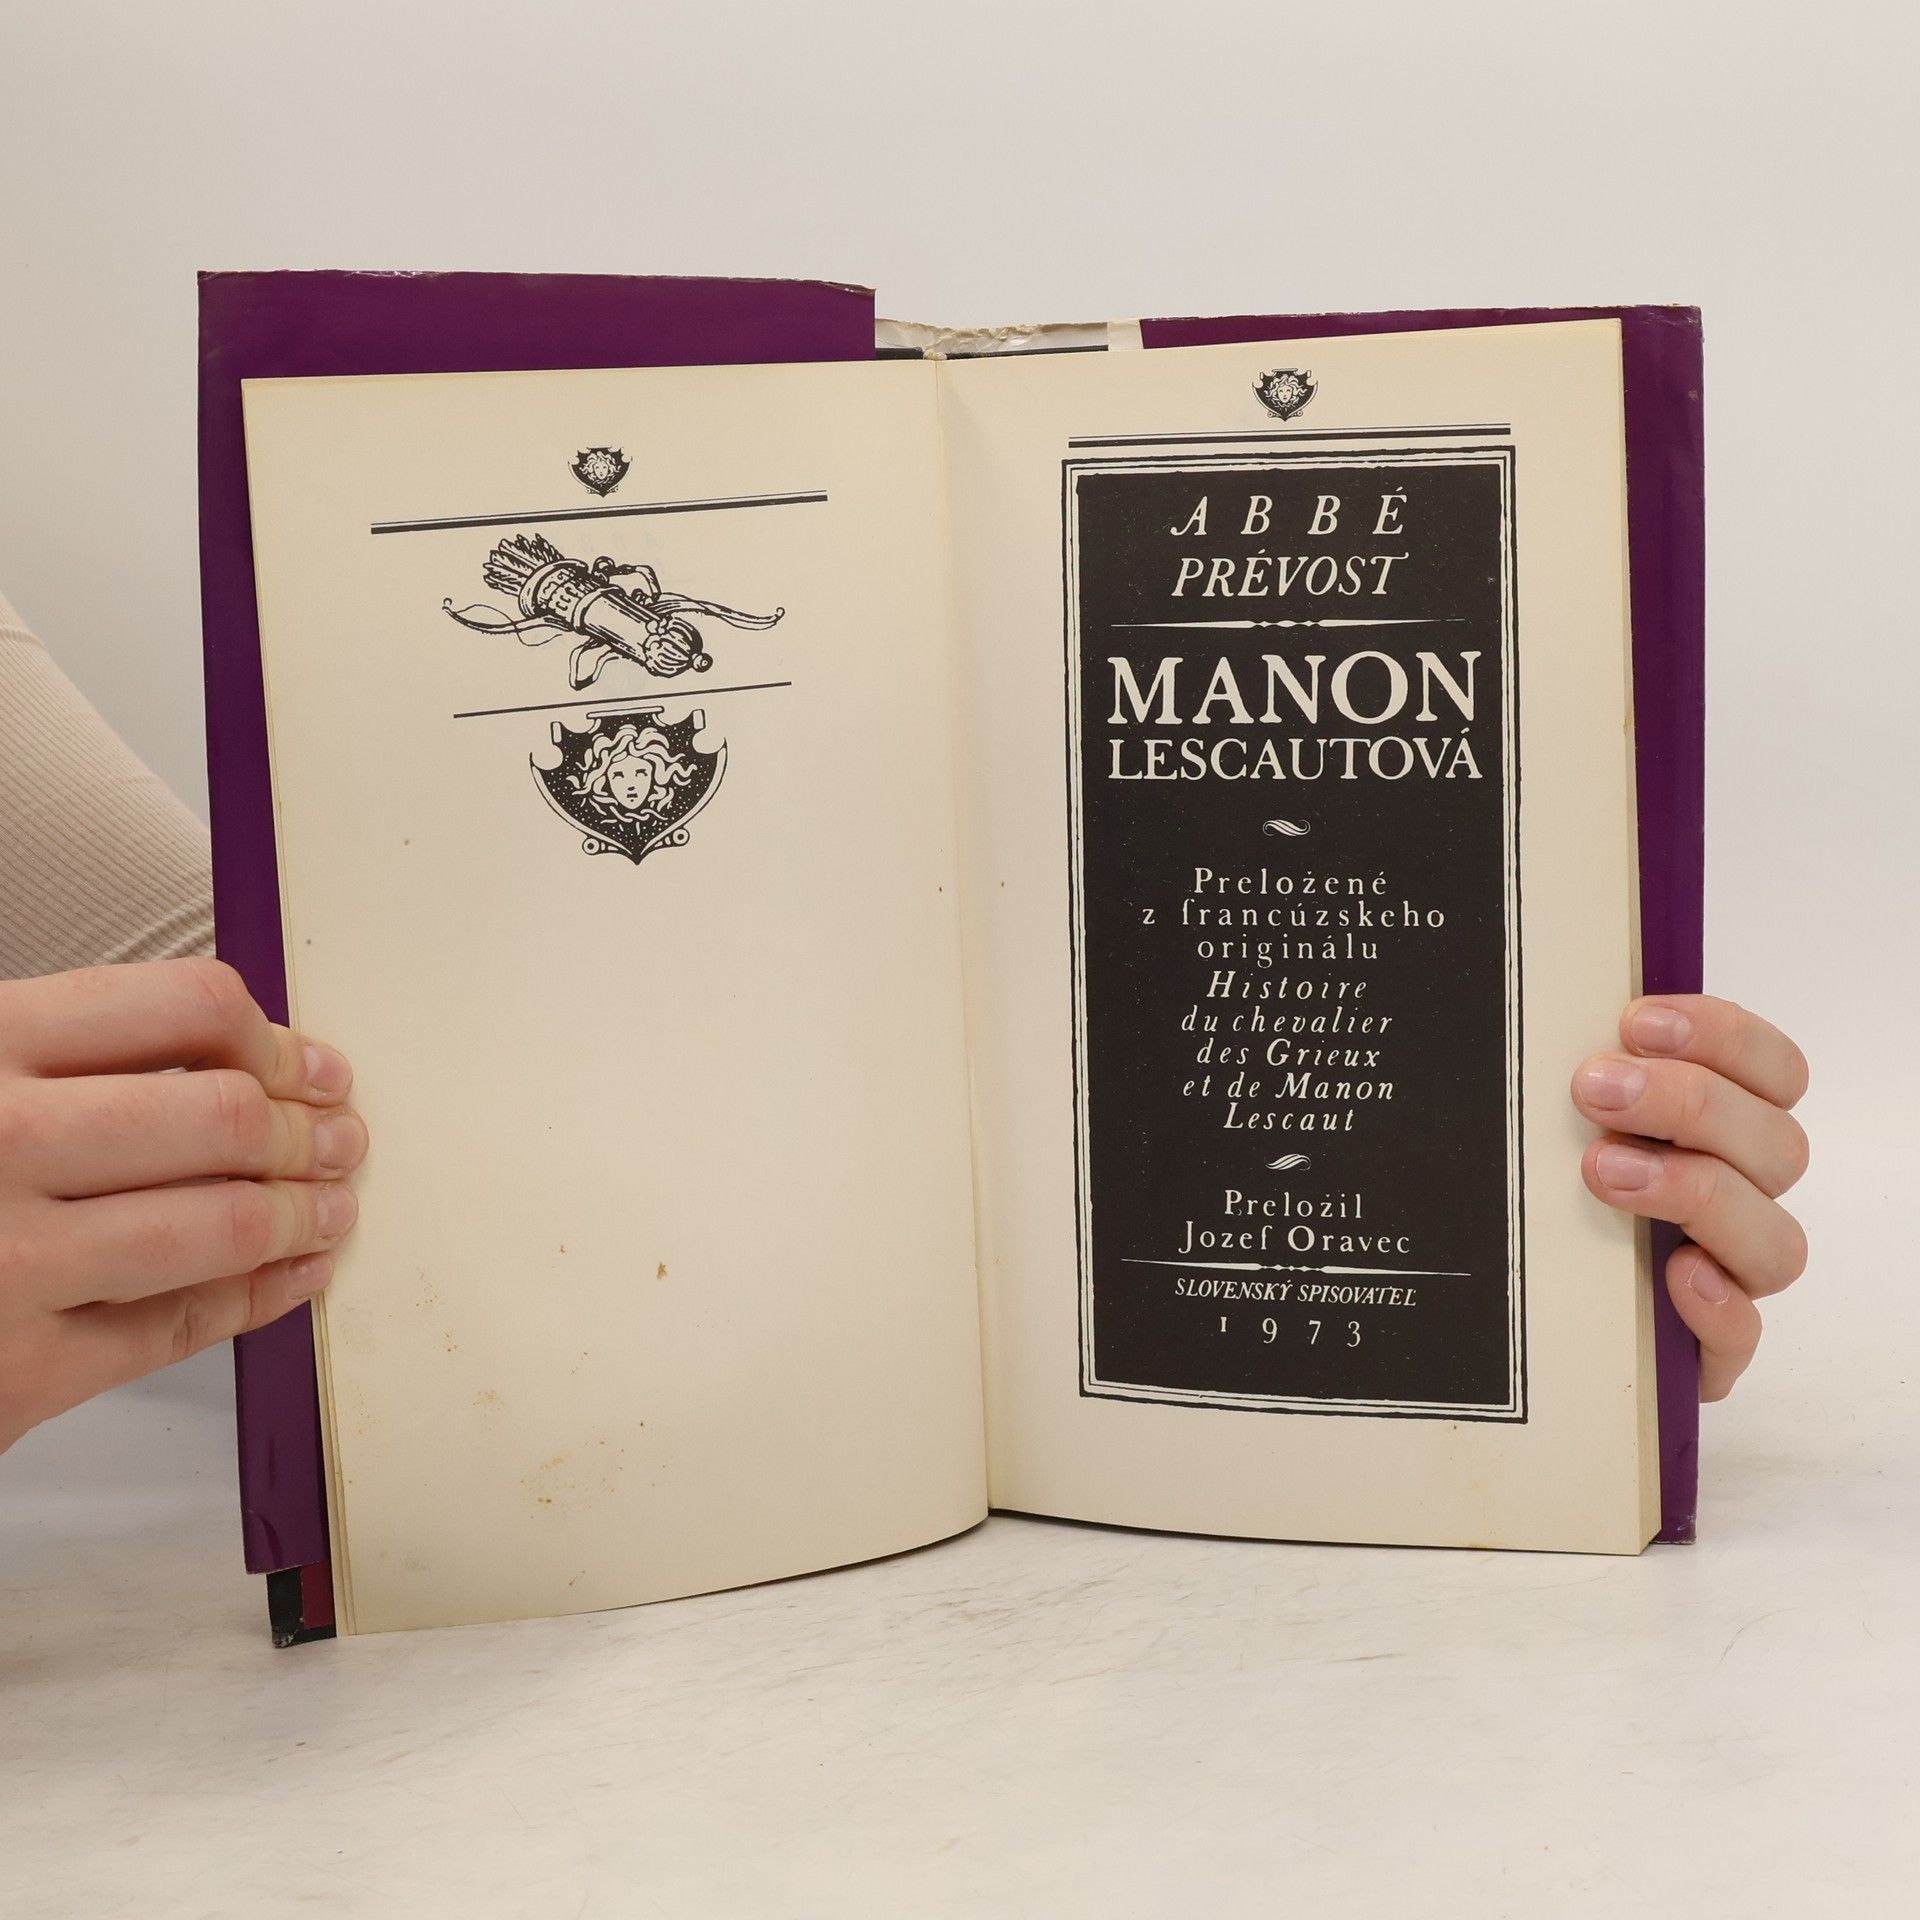 ABBÉ
PRÉVOST
MANON
LESCAUTOVÁ
Preložené
z francúzskeho
originálu
Histoire
du chevalier
des Grieux
et de Manon
Lescaut
Preložil
Jozef Oravec
SLOVENSKÝ SPISOVATEĽ
1973